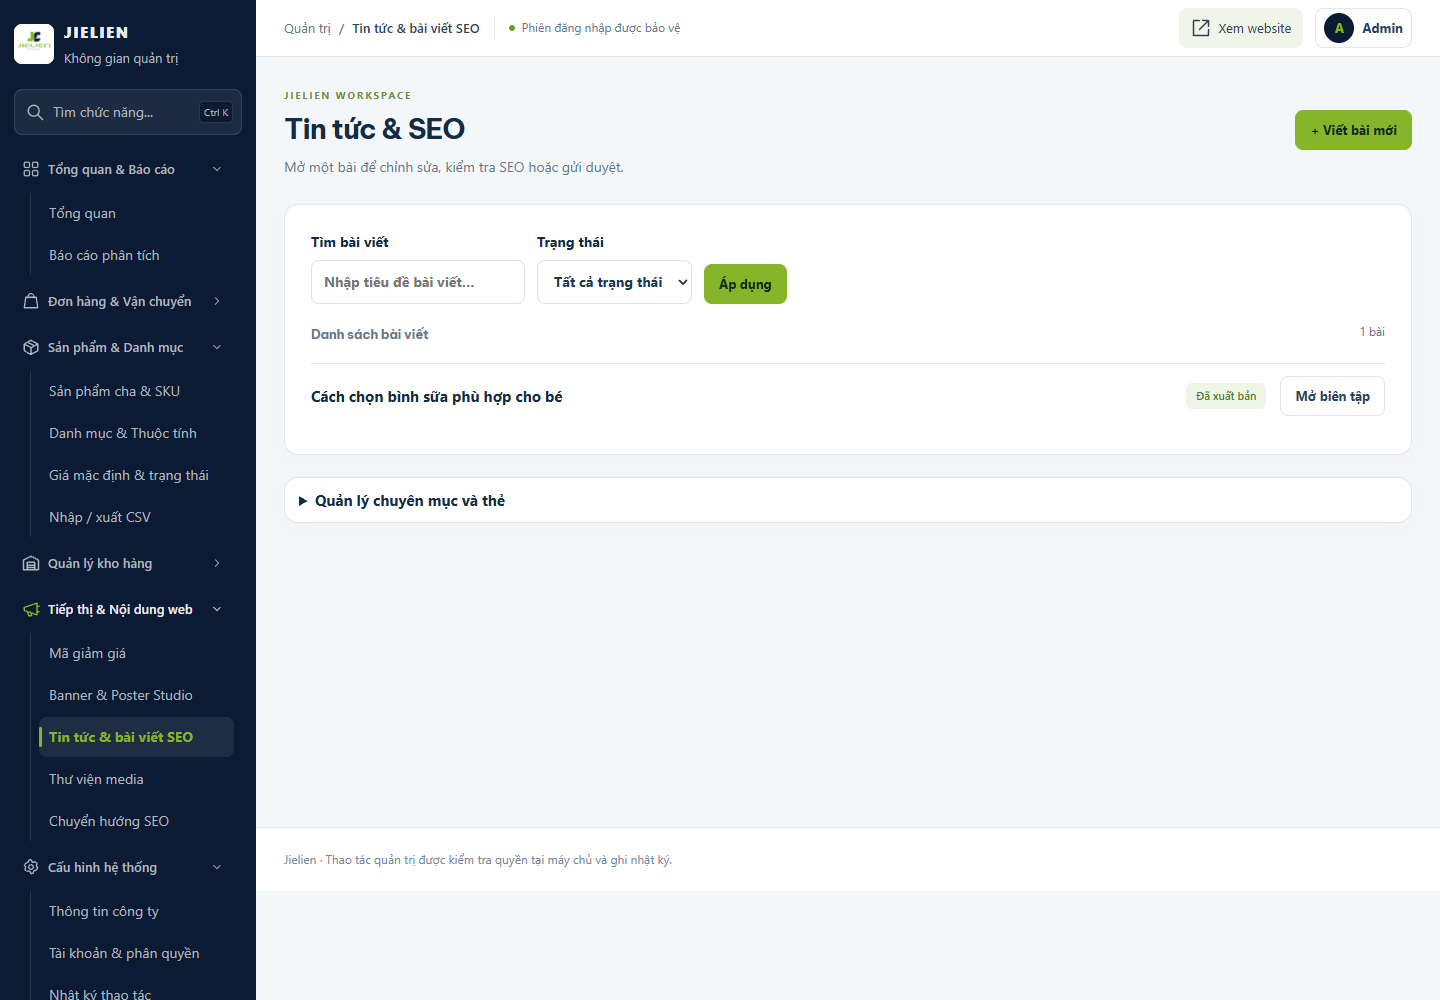 JIELIEN
Không gian quản trị
Tìm chức năng...
Ctrl K
Tổng quan & Báo cáo
Tổng quan
Báo cáo phân tích
Đơn hàng & Vận chuyển
Sản phẩm & Danh mục
Sản phẩm cha & SKU
Danh mục & Thuộc tính
Giá mặc định & trạng thái
Nhập / xuất CSV
Quản lý kho hàng
Tiếp thị & Nội dung web
Mã giảm giá
Banner & Poster Studio
Tin tức & bài viết SEO
Thư viện media
Chuyển hướng SEO
Cấu hình hệ thống
Thông tin công ty
Tài khoản & phân quyền
Nhật ký thao tác
Quản trị / Tin tức & bài viết SEO
Phiên đăng nhập được bảo vệ
Xem website
A Admin
JIELIEN WORKSPACE
Tin tức & SEO
Mở một bài để chỉnh sửa, kiểm tra SEO hoặc gửi duyệt.
+ Viết bài mới
Tìm bài viết
Trạng thái
Nhập tiêu đề bài viết...
Tất cả trạng thái
Áp dụng
Danh sách bài viết
1 bài
Cách chọn bình sữa phù hợp cho bé
Đã xuất bản
Mở biên tập
Quản lý chuyên mục và thẻ
Jielien · Thao tác quản trị được kiểm tra quyền tại máy chủ và ghi nhật ký.